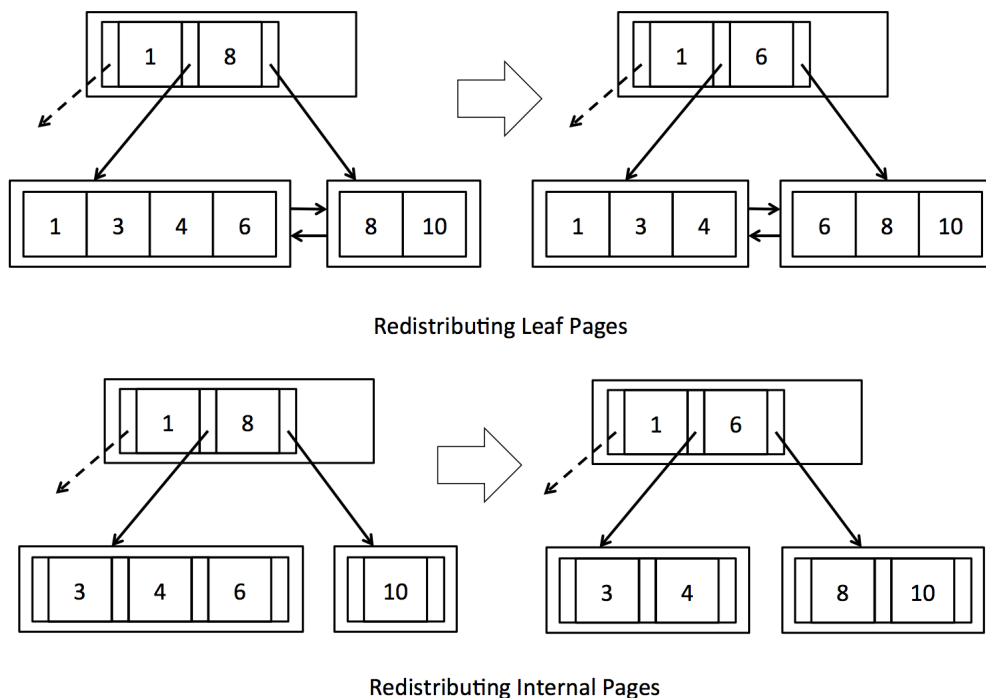 1 8 1 6
1 3 4 6 8 10 1 3 4 6 8 10
Redistributing Leaf Pages
1 8 1 6
3 4 6 10 3 4 8 10
Redistributing Internal Pages